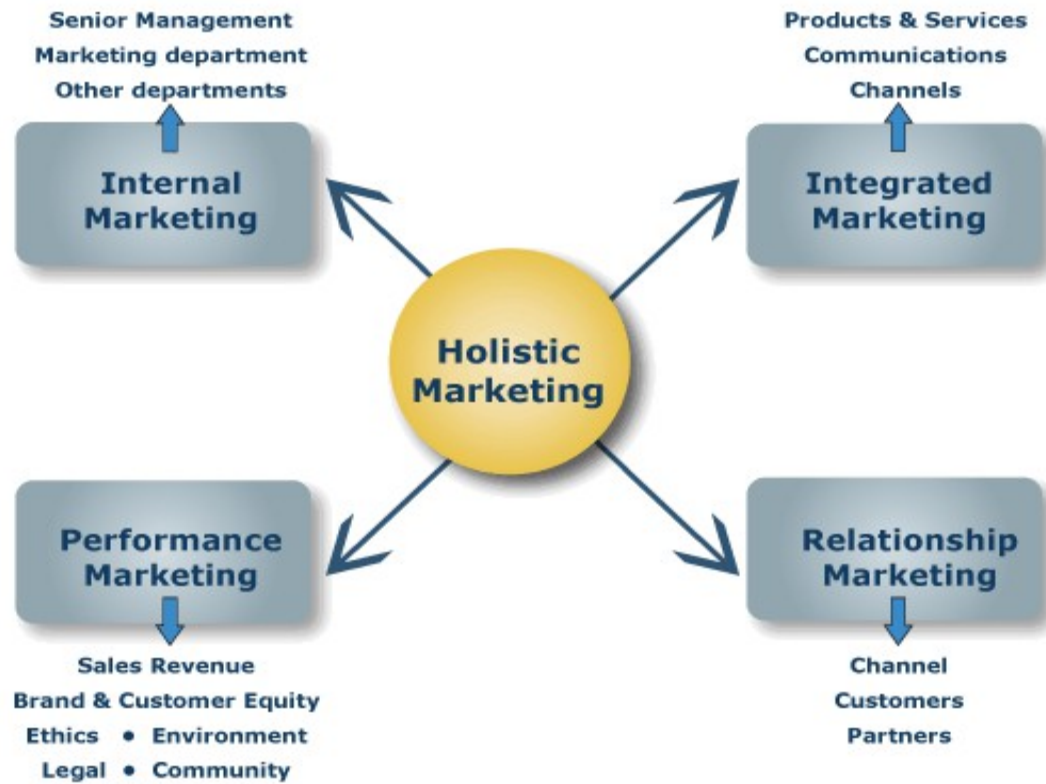 Senior Management
Marketing department
Other departments
Internal
Marketing
Products & Services
Communications
Channels
Integrated
Marketing
Holistic
Marketing
Performance
Marketing
Sales Revenue
Brand & Customer Equity
Ethics • Environment
Legal • Community
Relationship
Marketing
Channel
Customers
Partners